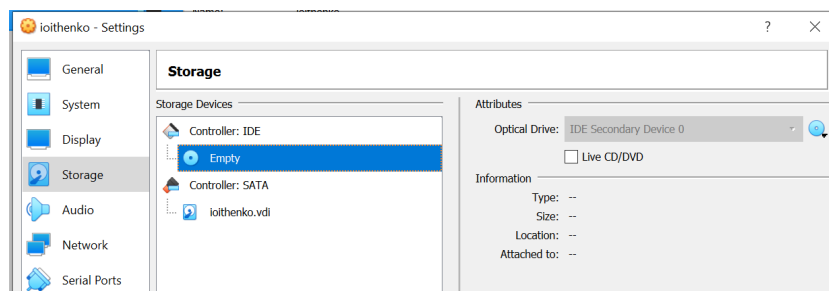 ioithenko - Settings
General
System
Display
Storage
Audio
Network
Serial Ports
Storage
Storage Devices
Controller: IDE
Empty
Controller: SATA
ioithenko.vdi
Attributes
Optical Drive: IDE Secondary Device 0
Live CD/DVD
Information
Type: --
Size: --
Location: --
Attached to: --